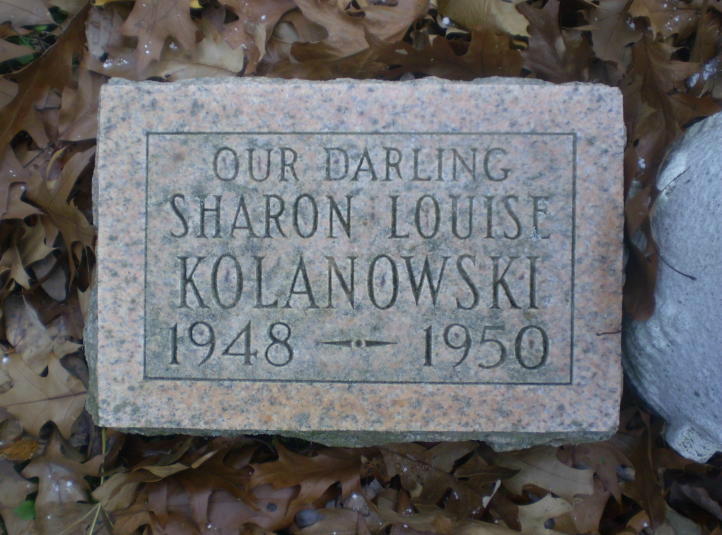 OUR DARLING
SHARON LOUISE
KOLANOWSKI
1948 - 1950